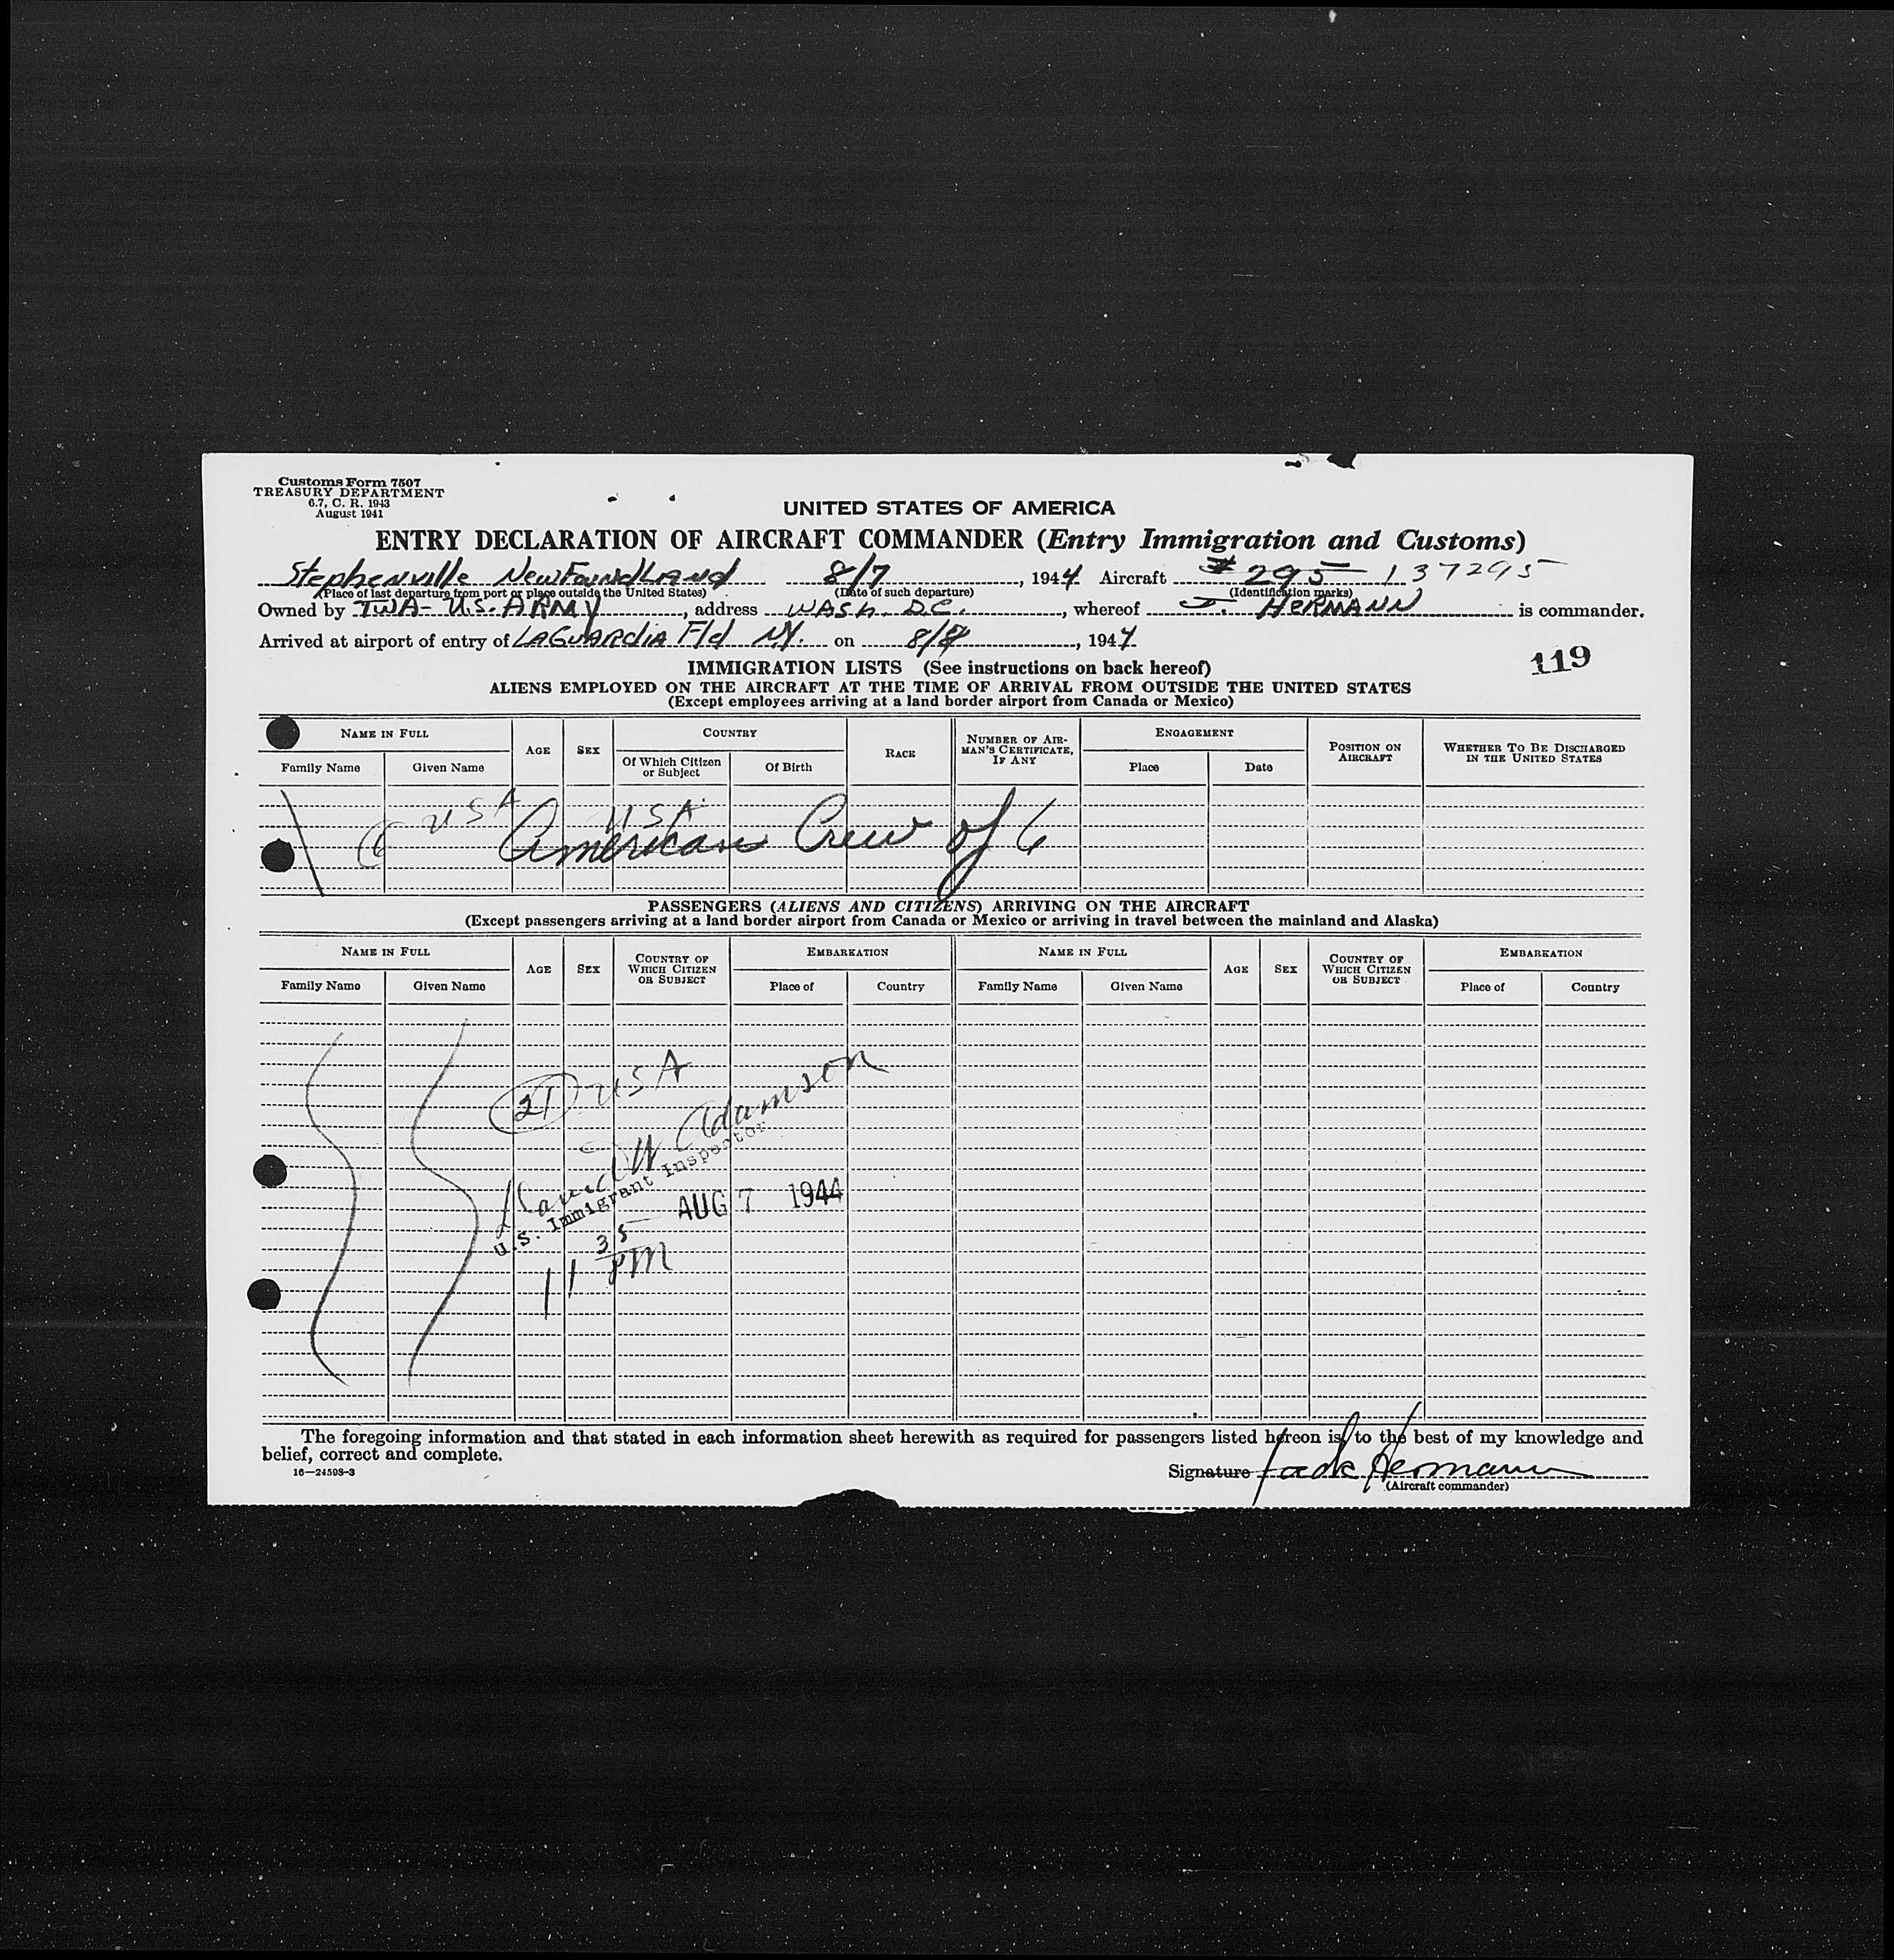 Customs Form 7507
TREASURY DEPARTMENT
6.7, C. R. 1943
August 1941
UNITED STATES OF AMERICA
ENTRY DECLARATION OF AIRCRAFT COMMANDER (Entry Immigration and Customs)
Stephenville Newfoundland 8/7, 1944 Aircraft #295 137295
(Place of last departure from port or place outside the United States) (Date of such departure) (Identification marks)
Owned by TWA - U.S. ARMY, address WASH. D.C., whereof J. HERMANN is commander.
Arrived at airport of entry of LAGUARDIA Fld NY. on 8/7, 1944
119
IMMIGRATION LISTS (See instructions on back hereof)
ALIENS EMPLOYED ON THE AIRCRAFT AT THE TIME OF ARRIVAL FROM OUTSIDE THE UNITED STATES
(Except employees arriving at a land border airport from Canada or Mexico)
NAME IN FULL
Family Name Given Name
AGE
SEX
COUNTRY
Of Which Citizen or Subject Of Birth
RACE
NUMBER OF AIRMAN'S CERTIFICATE, IF ANY
ENGAGEMENT
Place Date
POSITION ON AIRCRAFT
WHETHER TO BE DISCHARGED IN THE UNITED STATES
6 USA USA
American Crew of 6
PASSENGERS (ALIENS AND CITIZENS) ARRIVING ON THE AIRCRAFT
(Except passengers arriving at a land border airport from Canada or Mexico or arriving in travel between the mainland and Alaska)
NAME IN FULL
Family Name Given Name
AGE
SEX
COUNTRY OF WHICH CITIZEN OR SUBJECT
EMBARKATION
Place of Country
NAME IN FULL
Family Name Given Name
AGE
SEX
COUNTRY OF WHICH CITIZEN OR SUBJECT
EMBARKATION
Place of Country
21 USA
W Adamson
U.S. Immigrant Inspector
AUG 7 1944
11 35 PM
The foregoing information and that stated in each information sheet herewith as required for passengers listed hereon is, to the best of my knowledge and
belief, correct and complete.
16—24598-3
Signature Jack Hermann
(Aircraft commander)